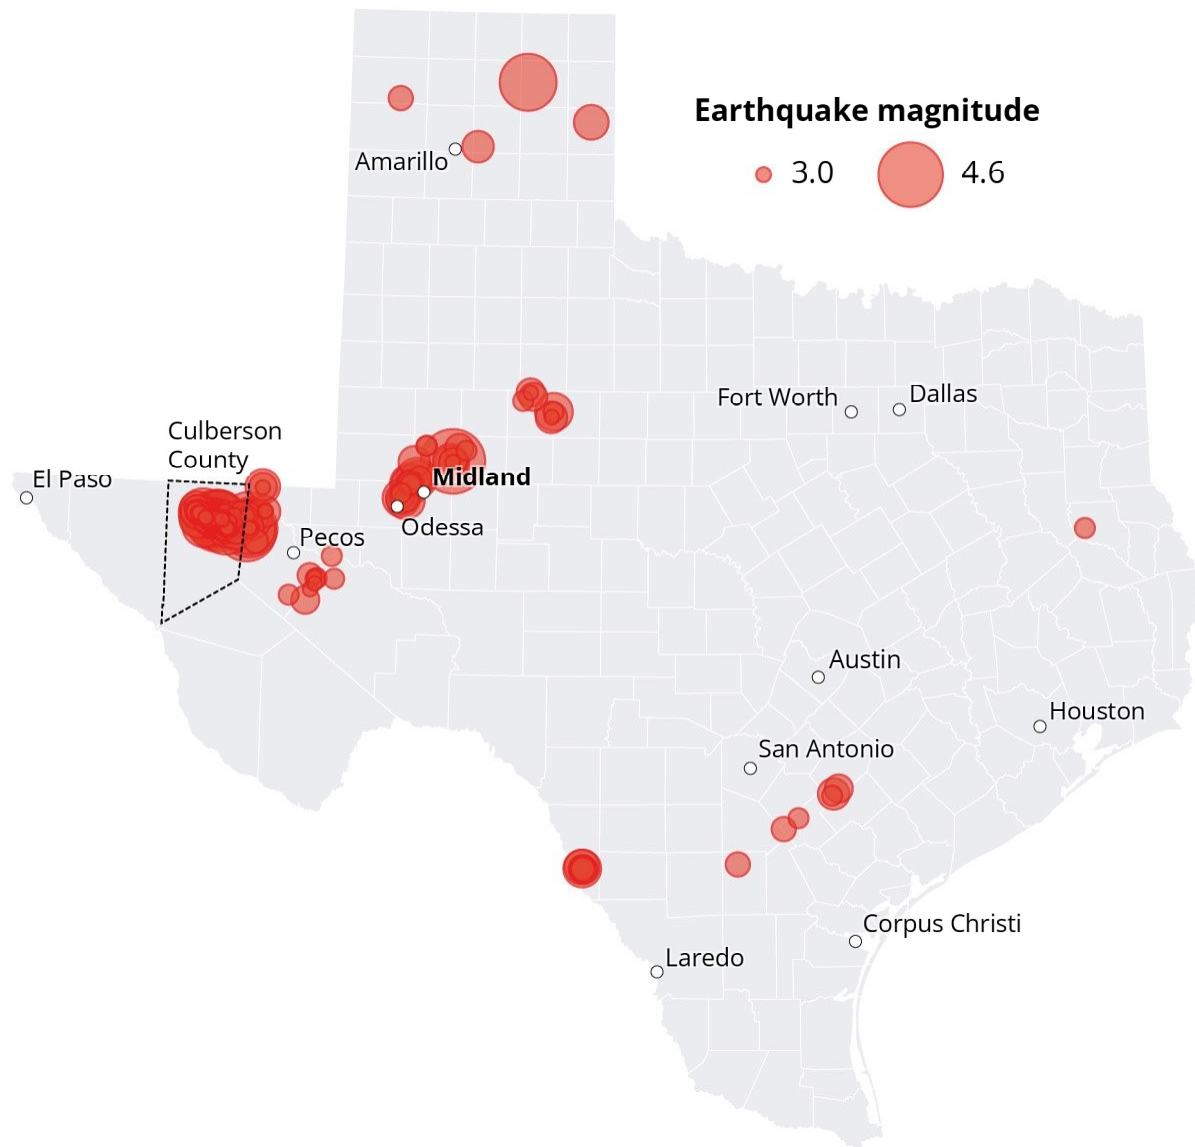 Earthquake magnitude
3.0
4.6
Amarillo
Fort Worth
Dallas
Culberson
County
El Paso
Midland
Odessa
Pecos
Austin
Houston
San Antonio
Corpus Christi
Laredo